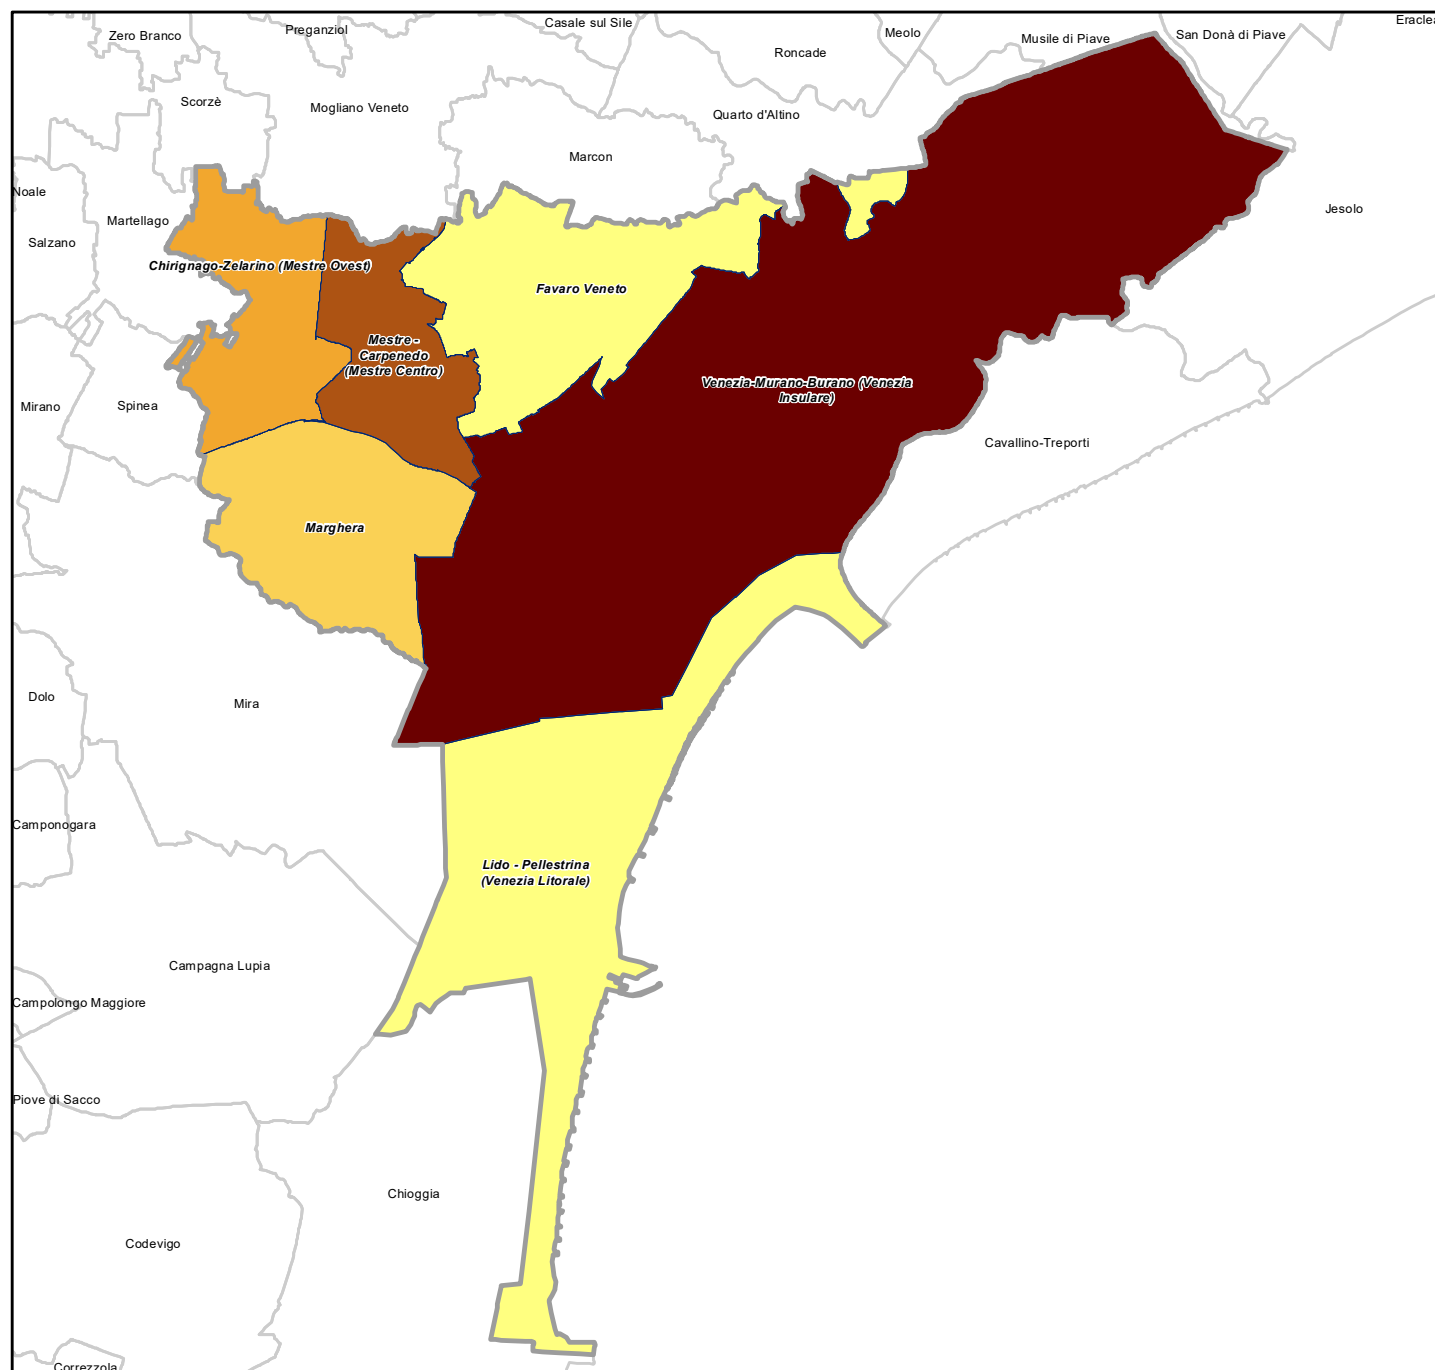 Eraclea
Casale sul Sile
Preganziol
Meolo
San Donà di Piave
Zero Branco
Musile di Piave
Roncade
Scorzè
Mogliano Veneto
Quarto d'Altino
Marcon
Noale
Jesolo
Martellago
Salzano
Chirignago-Zelarino (Mestre Ovest)
Favaro Veneto
Mestre -
Carpenedo
(Mestre Centro)
Venezia-Murano-Burano (Venezia
Insulare)
Mirano
Spinea
Cavallino-Treporti
Marghera
Dolo
Mira
Camponogara
Lido - Pellestrina
(Venezia Litorale)
Campagna Lupia
Campolongo Maggiore
Piove di Sacco
Chioggia
Codevigo
Correzzola